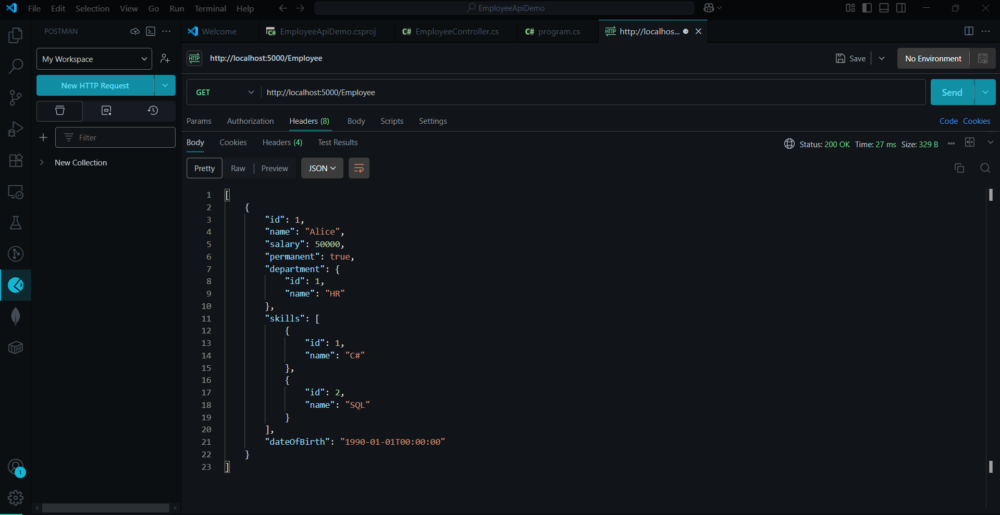 File Edit Selection View Go Run Terminal Help
EmployeeApiDemo
POSTMAN
Welcome
C# EmployeeApiDemo.csproj
C# EmployeeController.cs
C# program.cs
HTTP http://localhos...
My Workspace
HTTP http://localhost:5000/Employee
Save
No Environment
New HTTP Request
GET http://localhost:5000/Employee
Send
Params Authorization Headers (8) Body Scripts Settings
Code Cookies
Filter
Body Cookies Headers (4) Test Results
Status: 200 OK Time: 27 ms Size: 329 B
New Collection
Pretty Raw Preview JSON
1 [
2 {
3 "id": 1,
4 "name": "Alice",
5 "salary": 50000,
6 "permanent": true,
7 "department": {
8 "id": 1,
9 "name": "HR"
10 },
11 "skills": [
12 {
13 "id": 1,
14 "name": "C#"
15 },
16 {
17 "id": 2,
18 "name": "SQL"
19 }
20 ],
21 "dateOfBirth": "1990-01-01T00:00:00"
22 }
23 ]
1